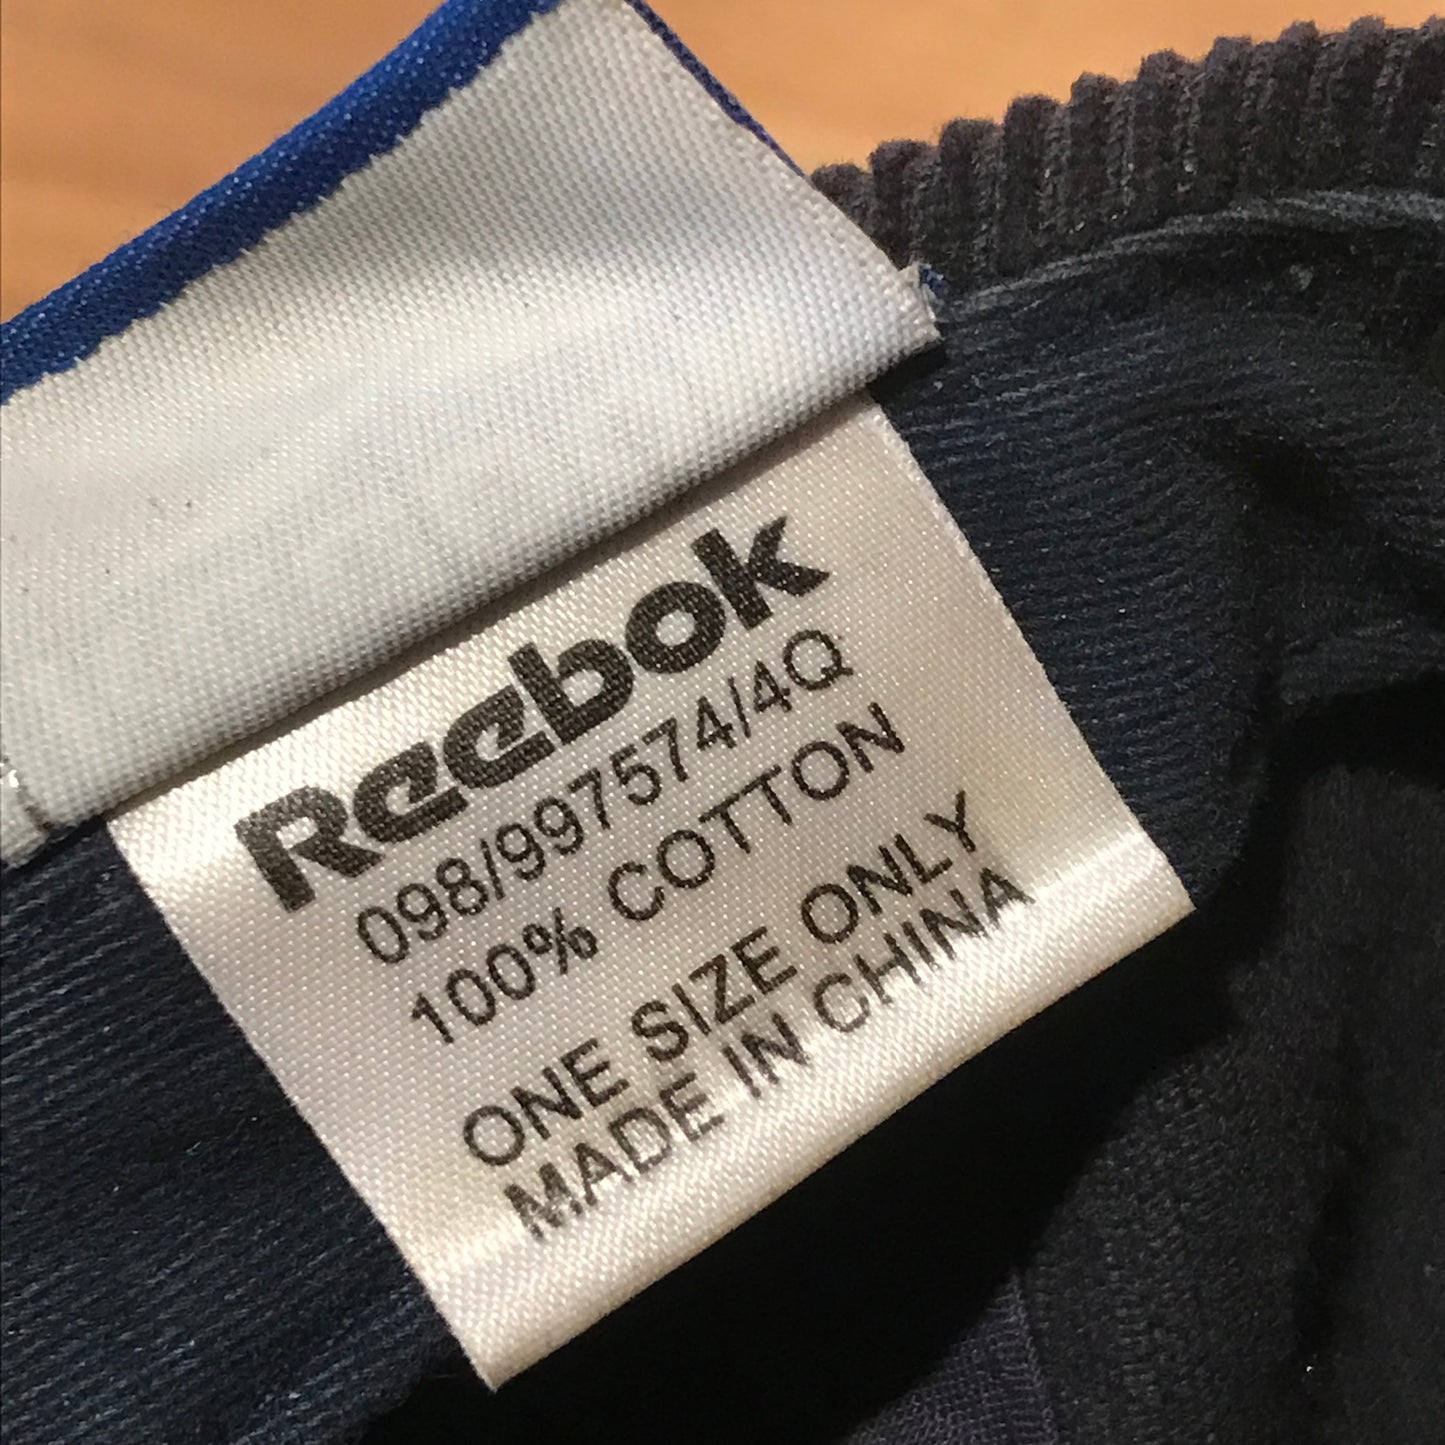 Reebok
098/997574/4Q
100% COTTON
ONE SIZE ONLY
MADE IN CHINA